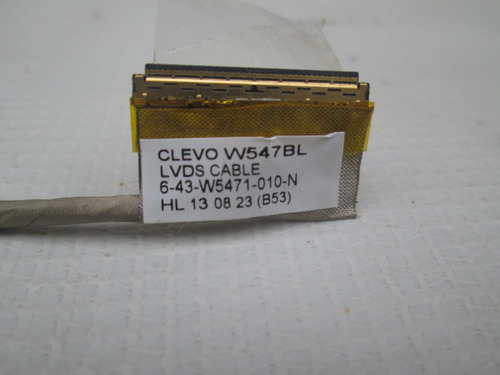 CLEVO W547BL
LVDS CABLE
6-43-W5471-010-N
HL 13 08 23 (B53)